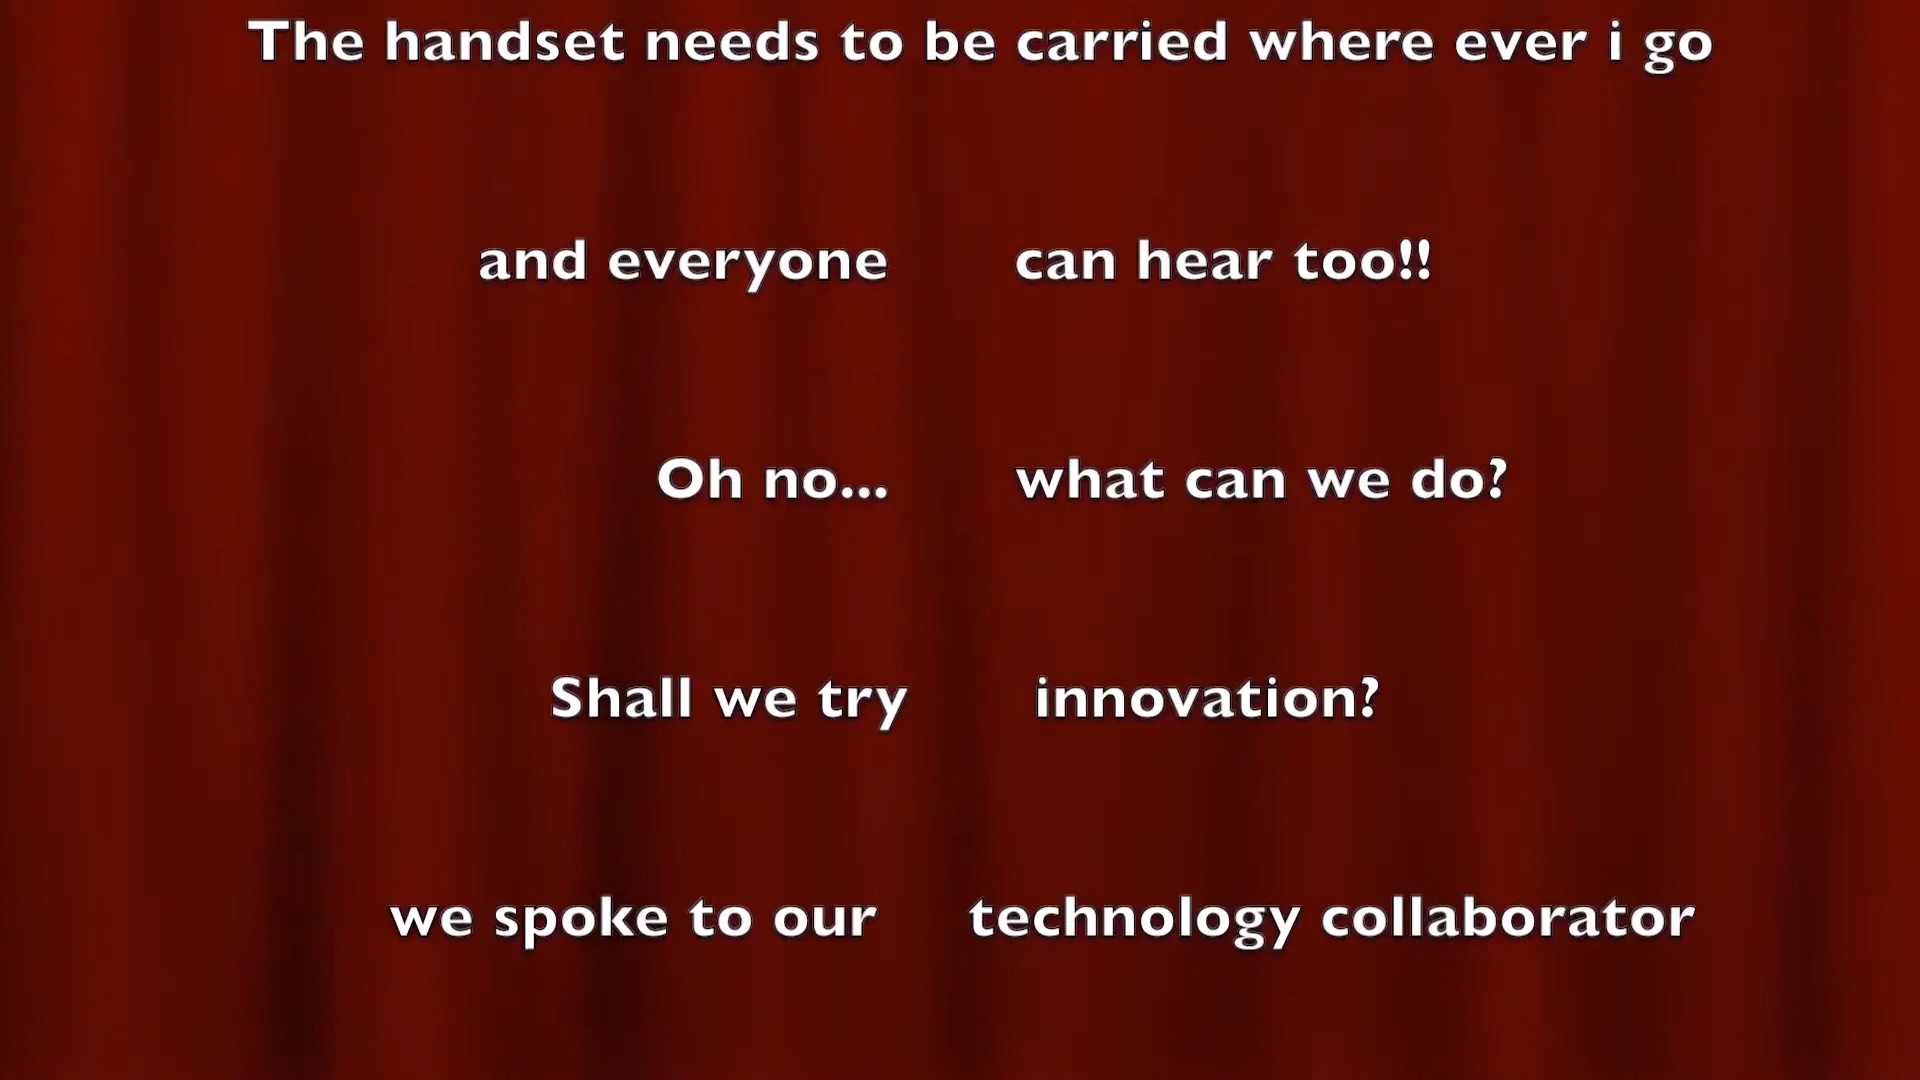 The handset needs to be carried where ever i go
and everyone can hear too!!
Oh no... what can we do?
Shall we try innovation?
we spoke to our technology collaborator